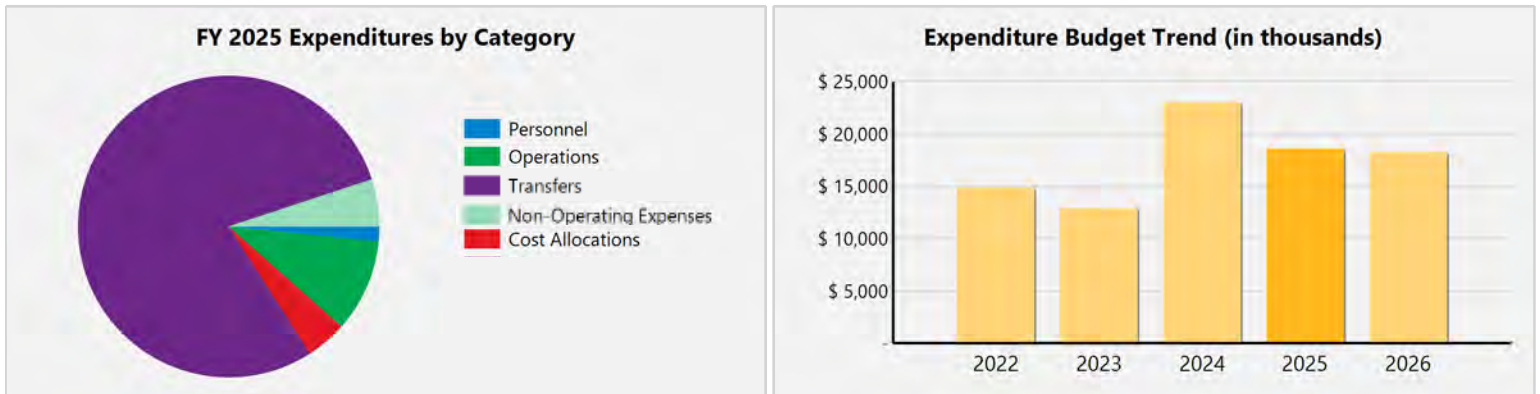 FY 2025 Expenditures by Category
Personnel
Operations
Transfers
Non-Operating Expenses
Cost Allocations
Expenditure Budget Trend (in thousands)
$ 25,000
$ 20,000
$ 15,000
$ 10,000
$ 5,000
-
2022 2023 2024 2025 2026